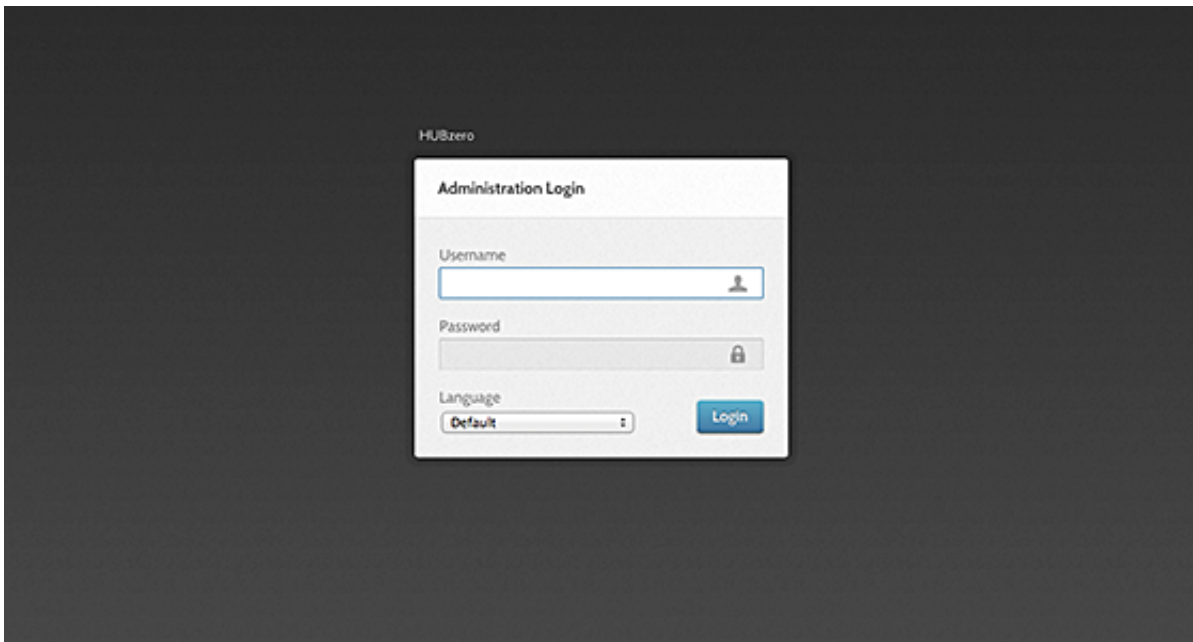 HUBzero
Administration Login
Username
Password
Language
Default
Login